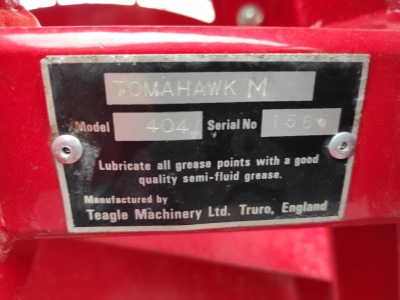 TOMAHAWK M
Model 404 Serial No 1566
Lubricate all grease points with a good
quality semi-fluid grease.
Manufactured by
Teagle Machinery Ltd. Truro, England